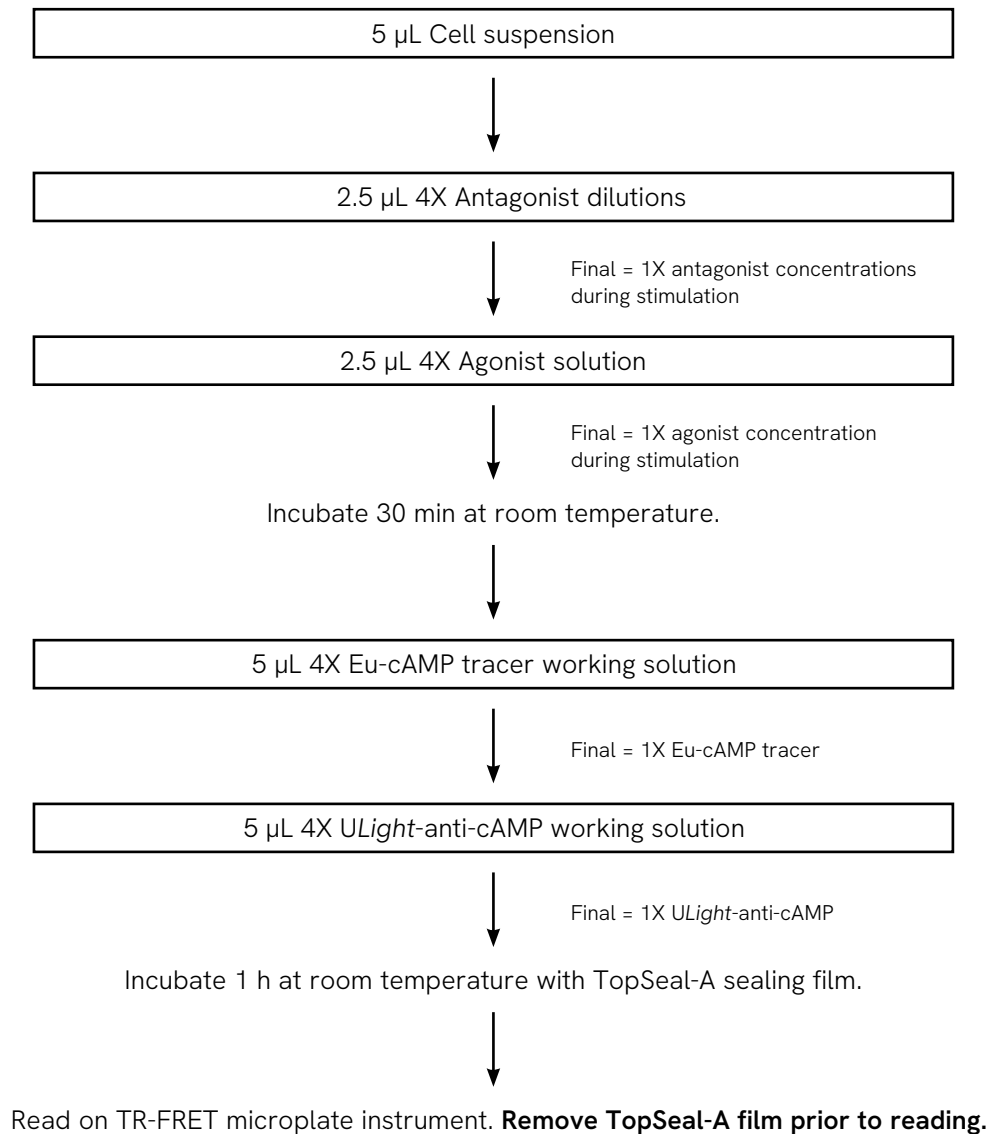 5 µL Cell suspension
2.5 µL 4X Antagonist dilutions
Final = 1X antagonist concentrations
during stimulation
2.5 µL 4X Agonist solution
Final = 1X agonist concentration
during stimulation
Incubate 30 min at room temperature.
5 µL 4X Eu-cAMP tracer working solution
Final = 1X Eu-cAMP tracer
5 µL 4X ULight-anti-cAMP working solution
Final = 1X ULight-anti-cAMP
Incubate 1 h at room temperature with TopSeal-A sealing film.
Read on TR-FRET microplate instrument. Remove TopSeal-A film prior to reading.